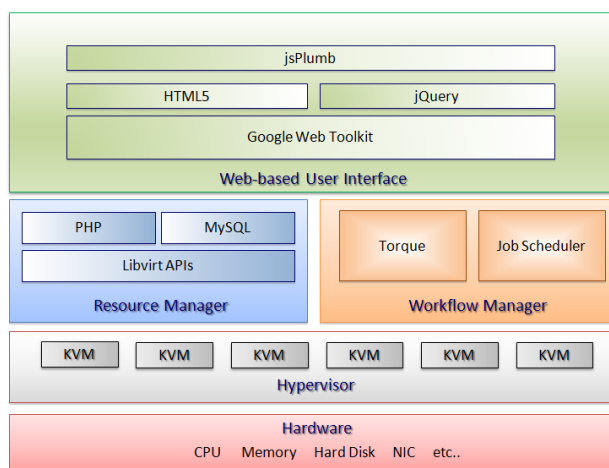 jsPlumb
HTML5 jQuery
Google Web Toolkit
Web-based User Interface
PHP MySQL
Libvirt APIs
Resource Manager
Torque Job Scheduler
Workflow Manager
KVM KVM KVM KVM KVM KVM
Hypervisor
Hardware
CPU Memory Hard Disk NIC etc..